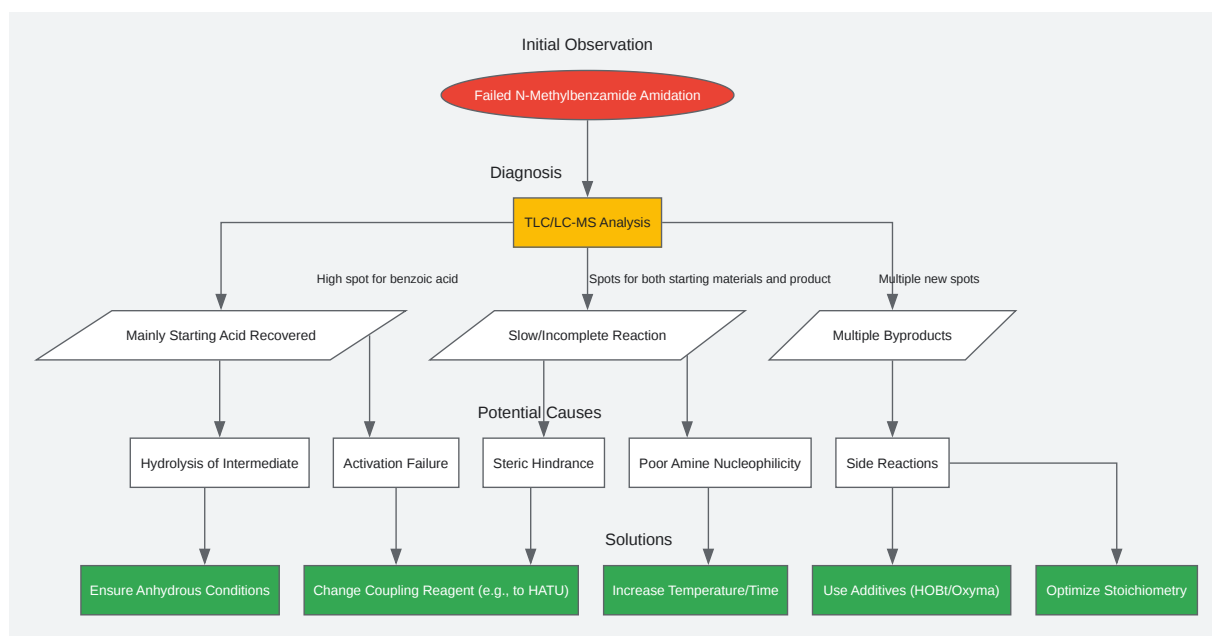 Initial Observation
Failed N-Methylbenzamide Amidation
Diagnosis
TLC/LC-MS Analysis
High spot for benzoic acid
Spots for both starting materials and product
Multiple new spots
Mainly Starting Acid Recovered
Slow/Incomplete Reaction
Multiple Byproducts
Potential Causes
Hydrolysis of Intermediate
Activation Failure
Steric Hindrance
Poor Amine Nucleophilicity
Side Reactions
Solutions
Ensure Anhydrous Conditions
Change Coupling Reagent (e.g., to HATU)
Increase Temperature/Time
Use Additives (HOBt/Oxyma)
Optimize Stoichiometry